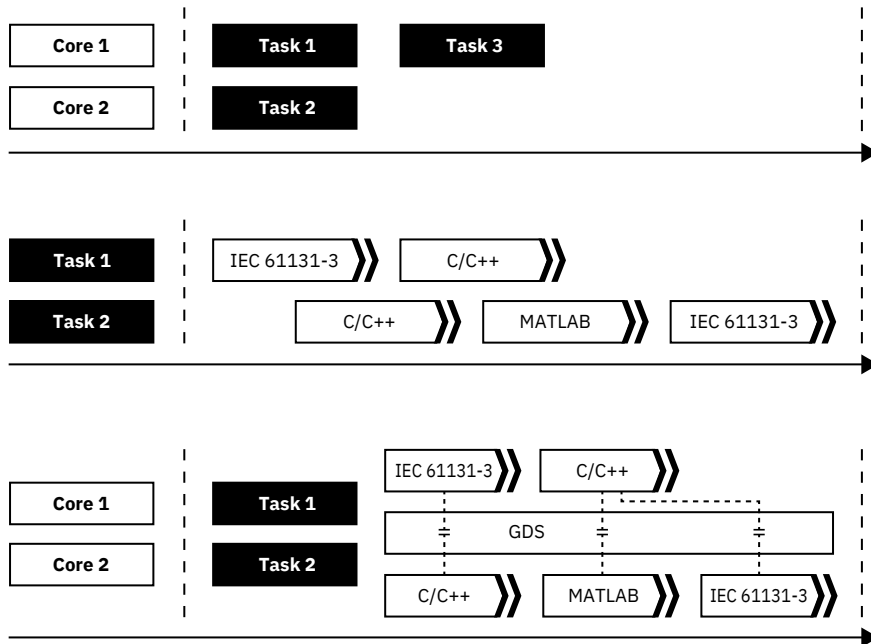 Core 1
Task 1
Task 3
Core 2
Task 2
Task 1
IEC 61131-3
C/C++
Task 2
C/C++
MATLAB
IEC 61131-3
IEC 61131-3
C/C++
Core 1
Task 1
GDS
Core 2
Task 2
C/C++
MATLAB
IEC 61131-3